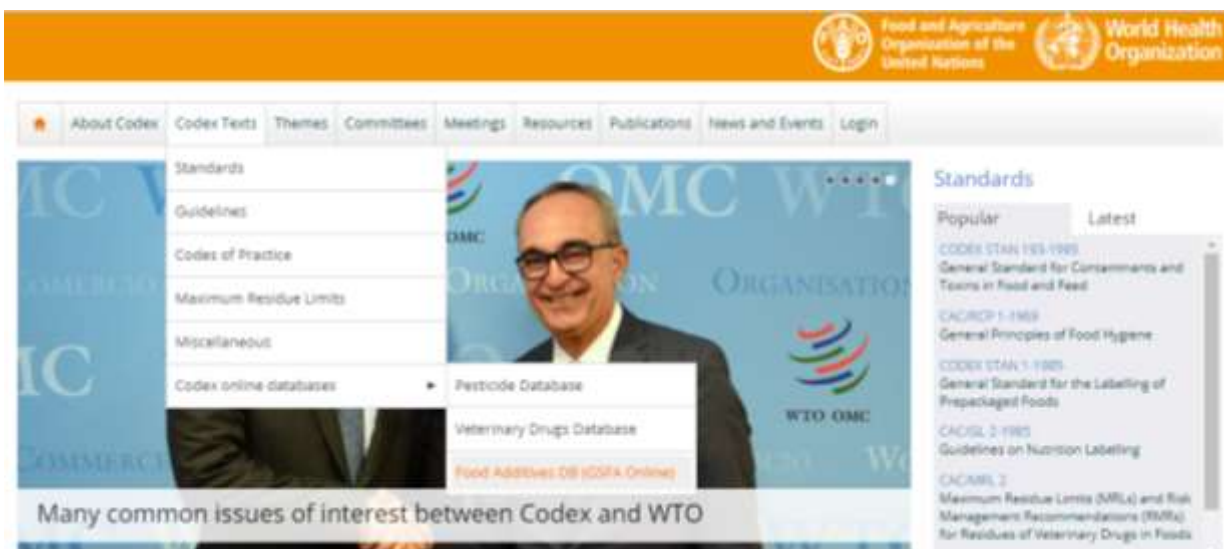 Food and Agriculture
Organization of the
United Nations
World Health
Organization
About Codex
Codex Texts
Themes
Committees
Meetings
Resources
Publications
News and Events
Login
Standards
Guidelines
Codes of Practice
Maximum Residue Limits
Miscellaneous
Codex online databases
Pesticide Database
Veterinary Drugs Database
Food Additives DB (GSFA Online)
OMC WTO
OMC
ORGANISATION
WTO OMC
Many common issues of interest between Codex and WTO
Standards
Popular
Latest
CODEX STAN 193-1995
General Standard for Contaminants and
Toxins in Food and Feed
CAC/RCP 1-1969
General Principles of Food Hygiene
CODEX STAN 1-1985
General Standard for the Labelling of
Prepackaged Foods
CAC/GL 2-1985
Guidelines on Nutrition Labelling
CAC/MRL 2
Maximum Residue Limits (MRLs) and Risk
Management Recommendations (RMRs)
for Residues of Veterinary Drugs in Foods